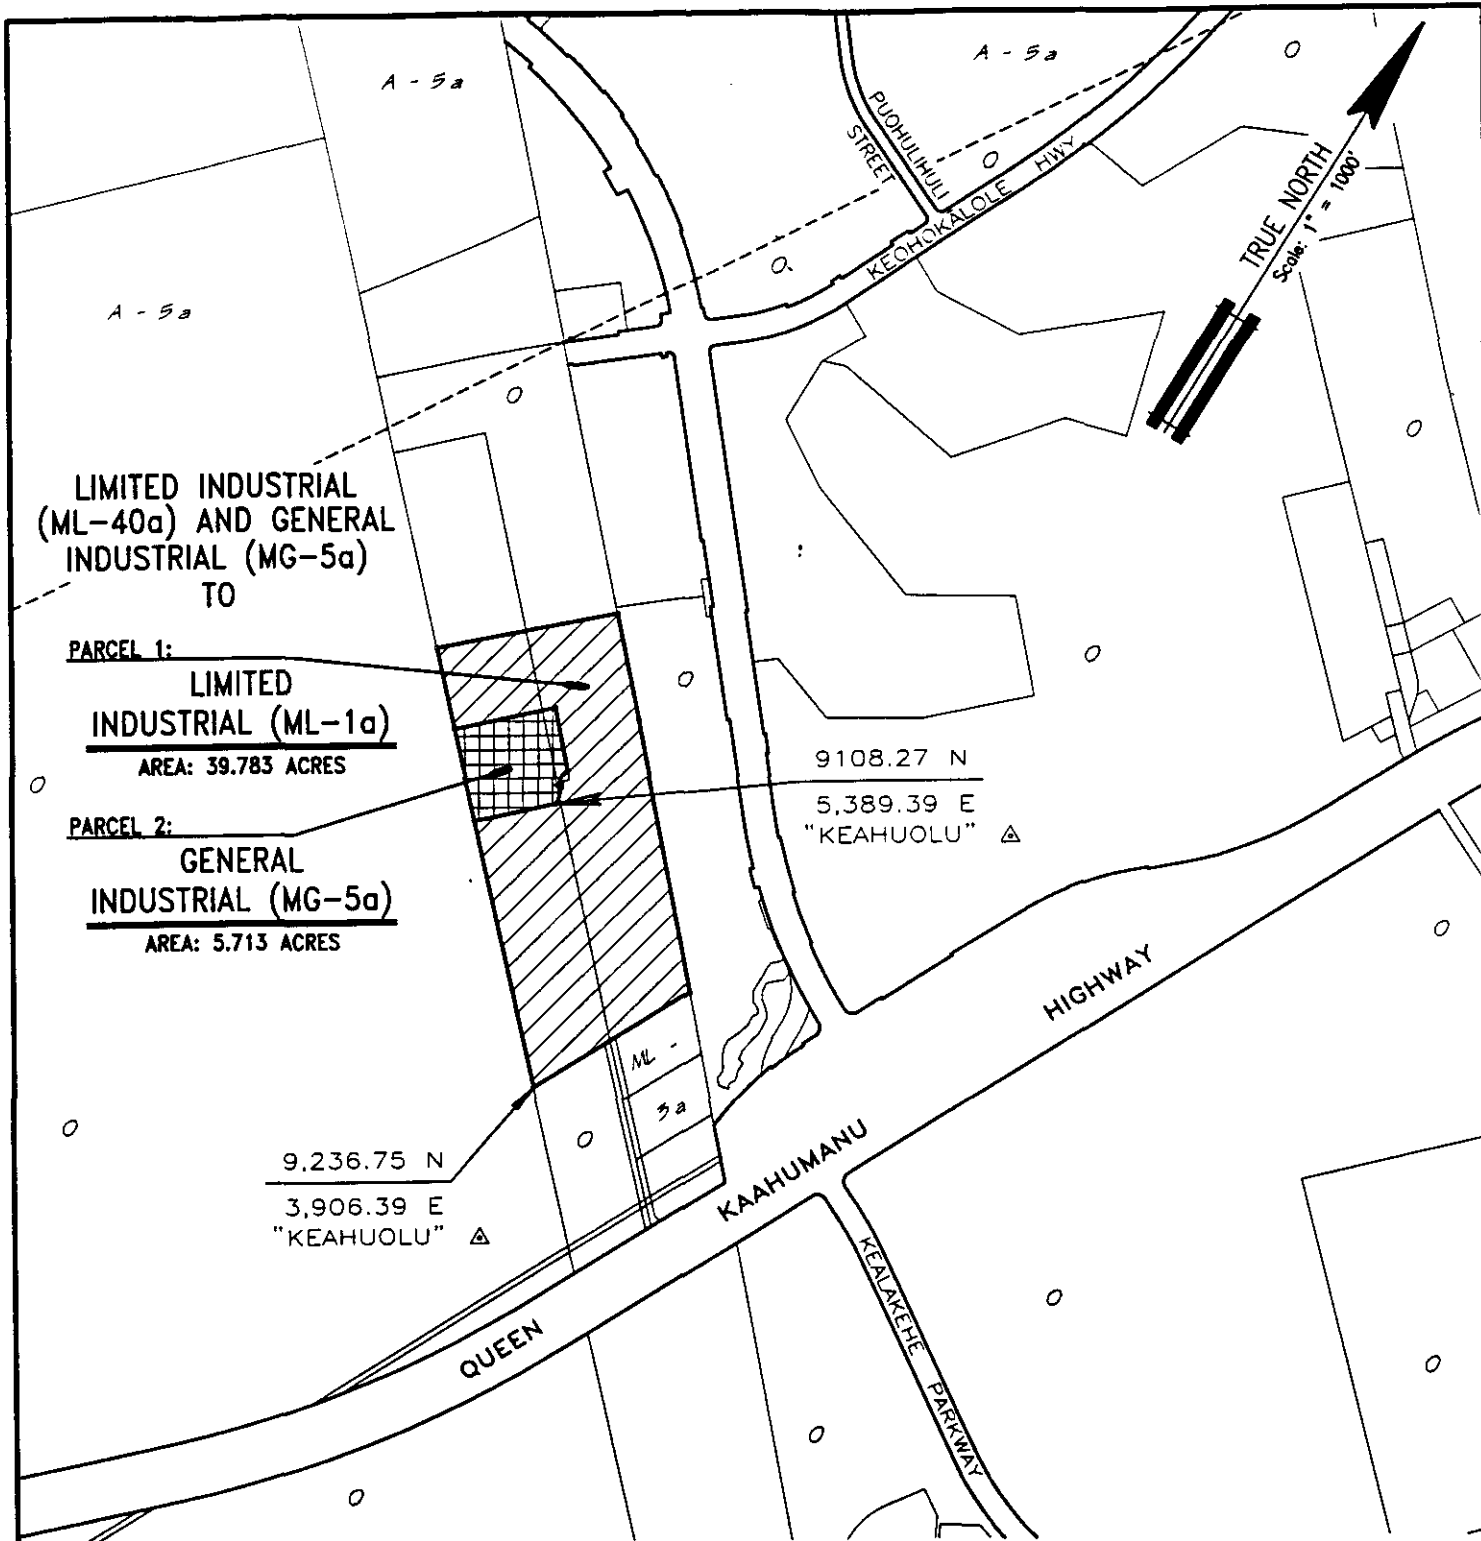 A - 5a
A - 5a
O
PUOHULIHULI
STREET
O
KEOHOKALOLE HWY
TRUE NORTH
Scale: 1" = 1000'
O
A - 5a
O
O
LIMITED INDUSTRIAL
(ML-40a) AND GENERAL
INDUSTRIAL (MG-5a)
TO
PARCEL 1:
LIMITED
INDUSTRIAL (ML-1a)
AREA: 39.783 ACRES
O
O
O
PARCEL 2:
GENERAL
INDUSTRIAL (MG-5a)
AREA: 5.713 ACRES
9108.27 N
5,389.39 E
"KEAHUOLU"
O
HIGHWAY
ML -
3a
O
O
9,236.75 N
3,906.39 E
"KEAHUOLU"
KAAHUMANU
QUEEN
KEALAKEHE PARKWAY
O
O
O
O